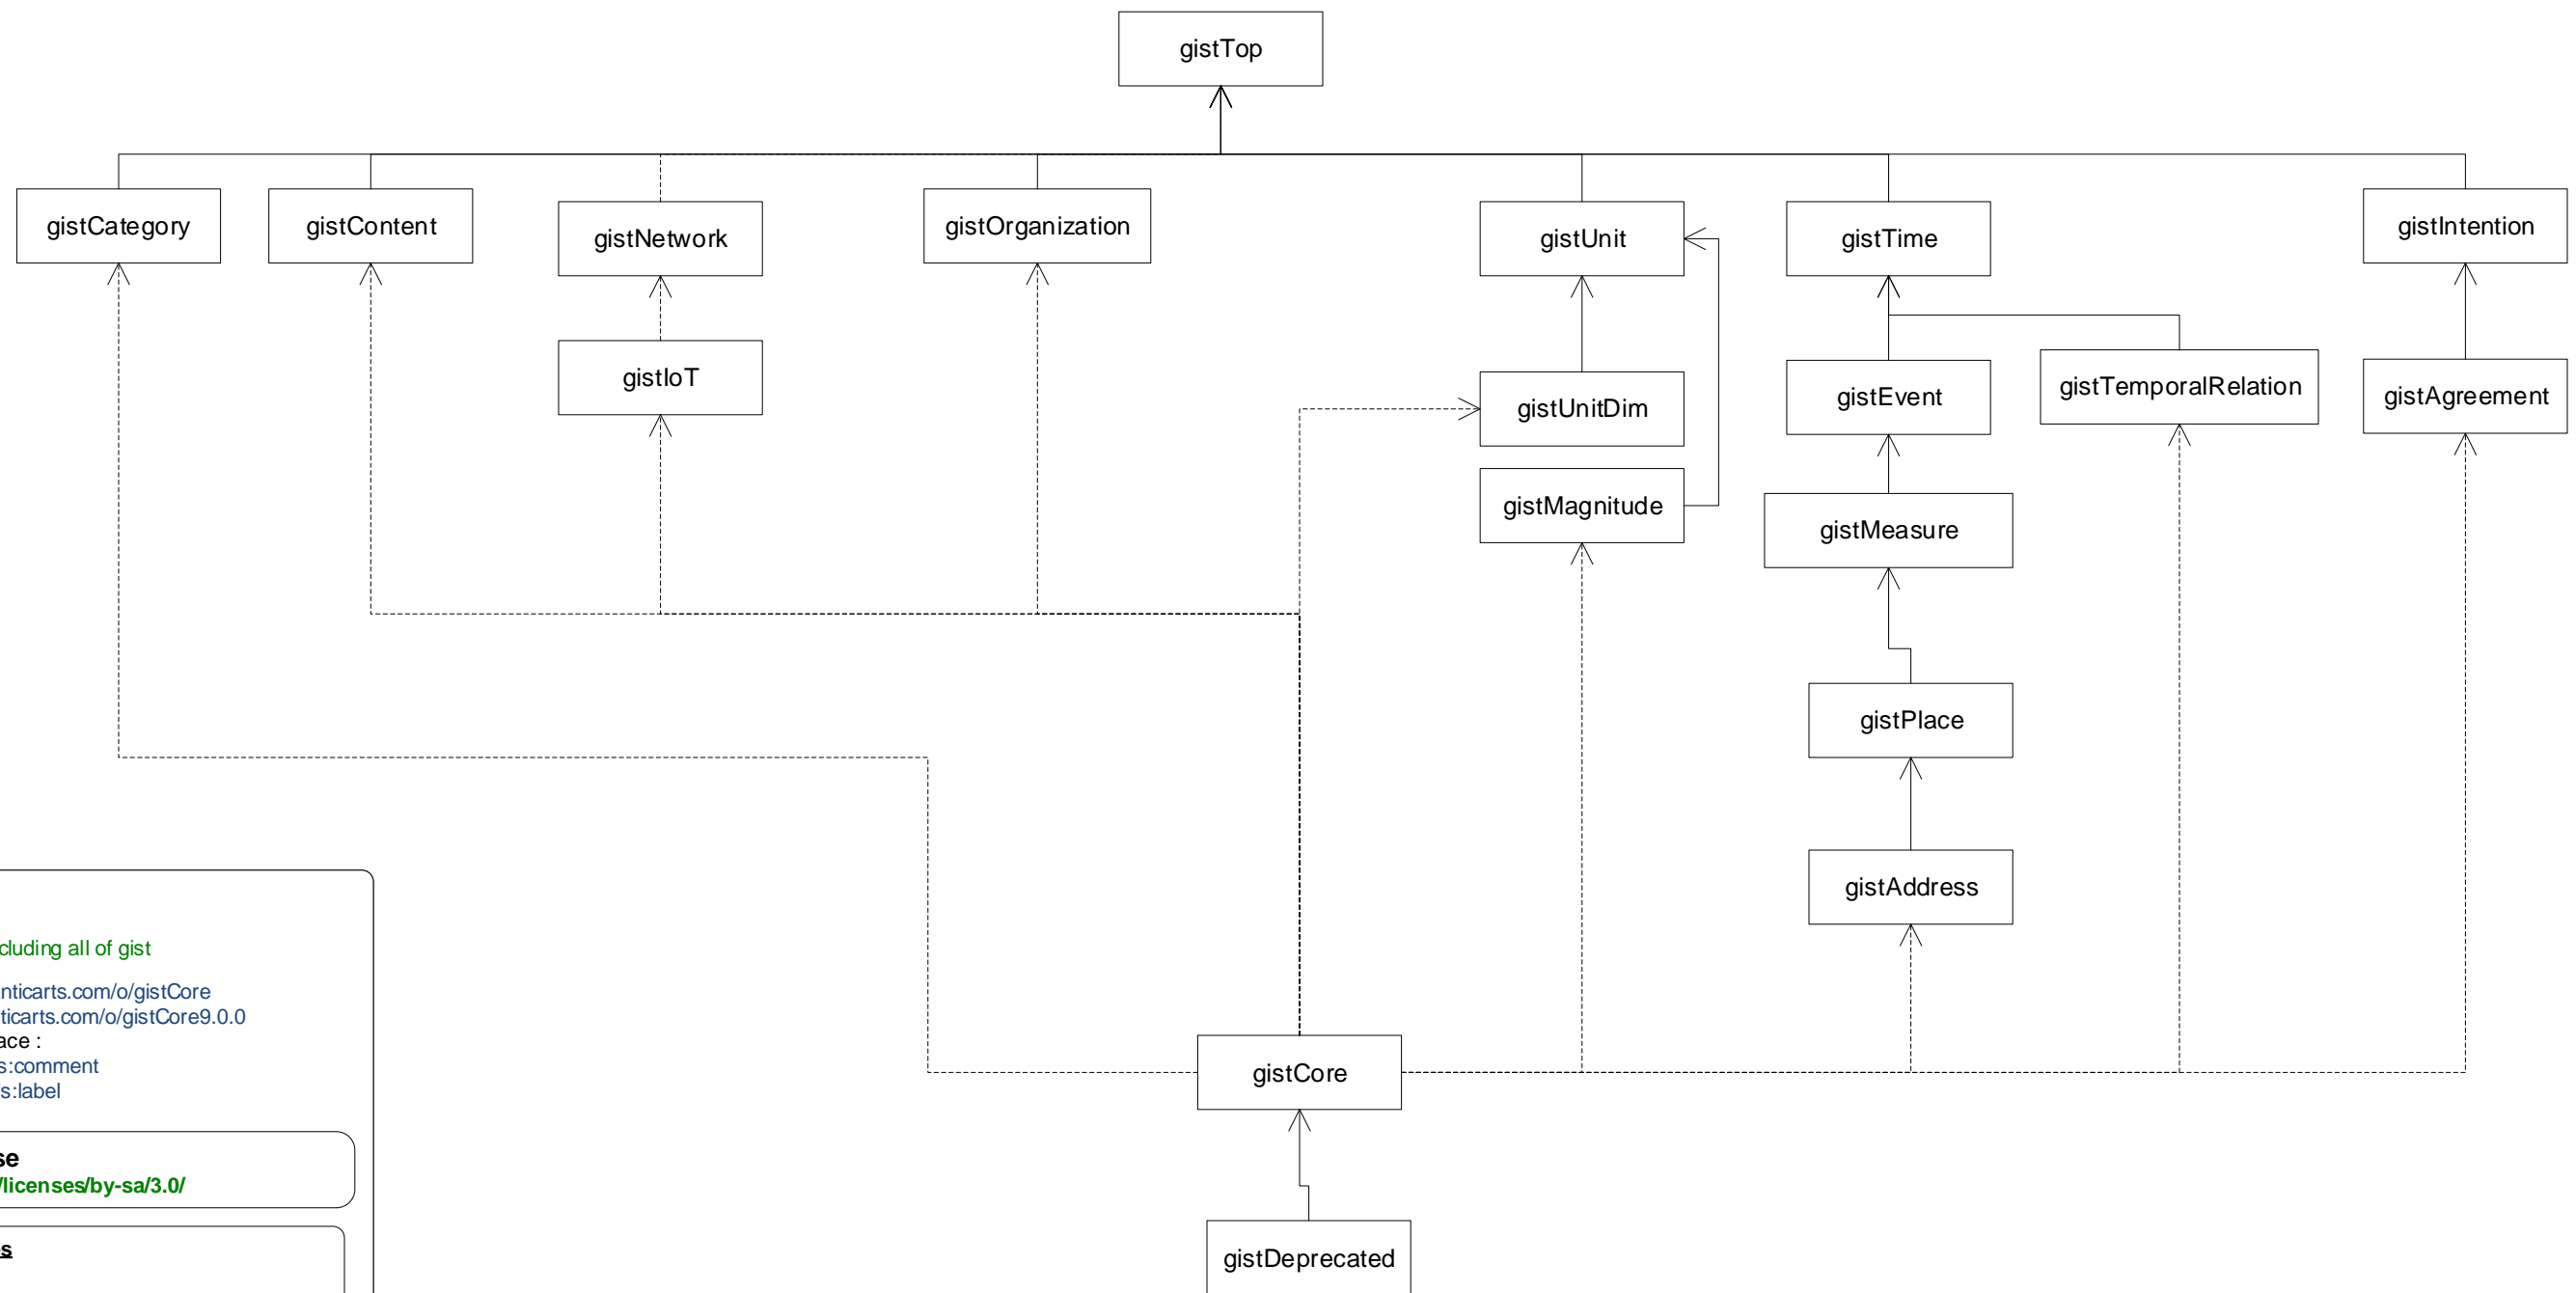 gistTop
gistCategory
gistContent
gistNetwork
gistOrganization
gistUnit
gistTime
gistIntention
gistIoT
gistUnitDim
gistEvent
gistTemporalRelation
gistAgreement
gistMagnitude
gistMeasure
gistPlace
gistAddress
gistCore
gistDeprecated
cluding all of gist
nticarts.com/o/gistCore
ticarts.com/o/gistCore9.0.0
ace :
s:comment
fs:label
se
/licenses/by-sa/3.0/
es